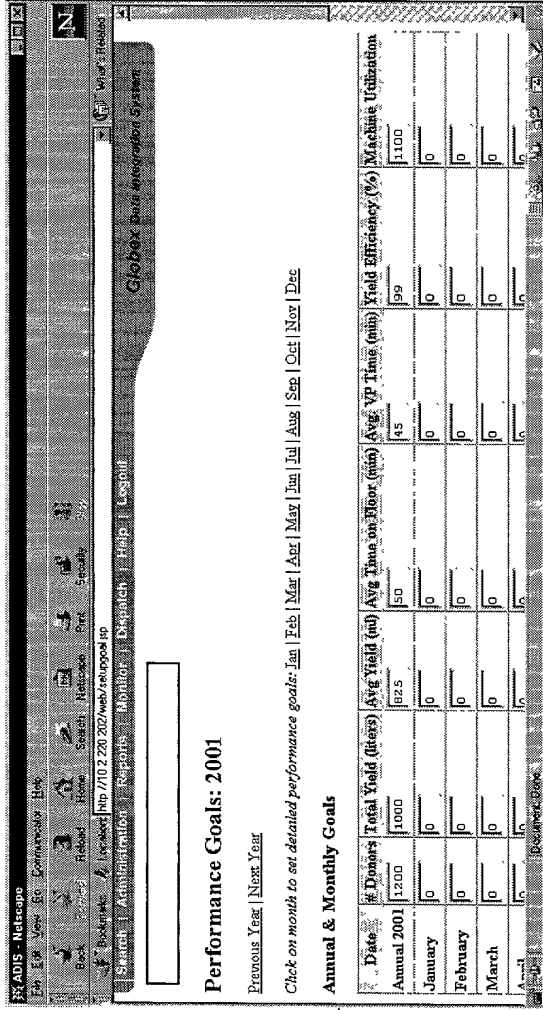 ADIS - Netscape
File Edit View Go Communicator Help
Back Reload Home Search Netscape Print Security
Bookmarks Location http //10 2 220 202/web/setupgoal jsp What's Related
Search | Administration | Reports | Monitor | Dispatch | Help | Logout
Globex Data Integration System
Performance Goals: 2001
Previous Year | Next Year
Click on month to set detailed performance goals: Jan | Feb | Mar | Apr | May | Jun | Jul | Aug | Sep | Oct | Nov | Dec
Annual & Monthly Goals
Date # Donors Total Yield (liters) Avg Yield (ml) Avg Time on Floor (min) Avg. VP Time (min) Yield Efficiency (%) Machine Utilization
Annual 2001 1200 1000 825 50 45 99 1100
January 0 0 0 0 0 0 0
February 0 0 0 0 0 0 0
March 0 0 0 0 0 0 0
April
Document: Done